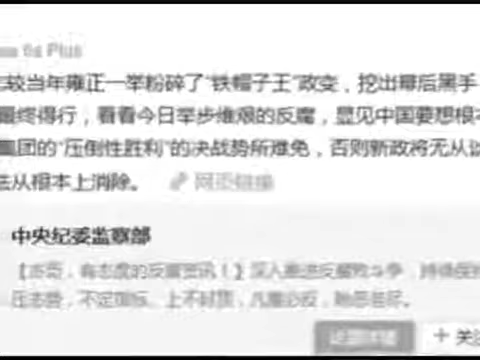 6s Plus
比较当年雍正一举粉碎了“铁帽子王”政变，挖出幕后黑手
最终得行，看看今日举步维艰的反腐，显见中国要想根本
集团的“压倒性胜利”的决战势所难免，否则新政将无从谈
法从根本上消除。 网页链接
中央纪委监察部
有态度的反腐资讯！】深入推进反腐败斗争，持续保持
压态势，不定指标、上不封顶，凡腐必反，除恶务尽。
+ 关注